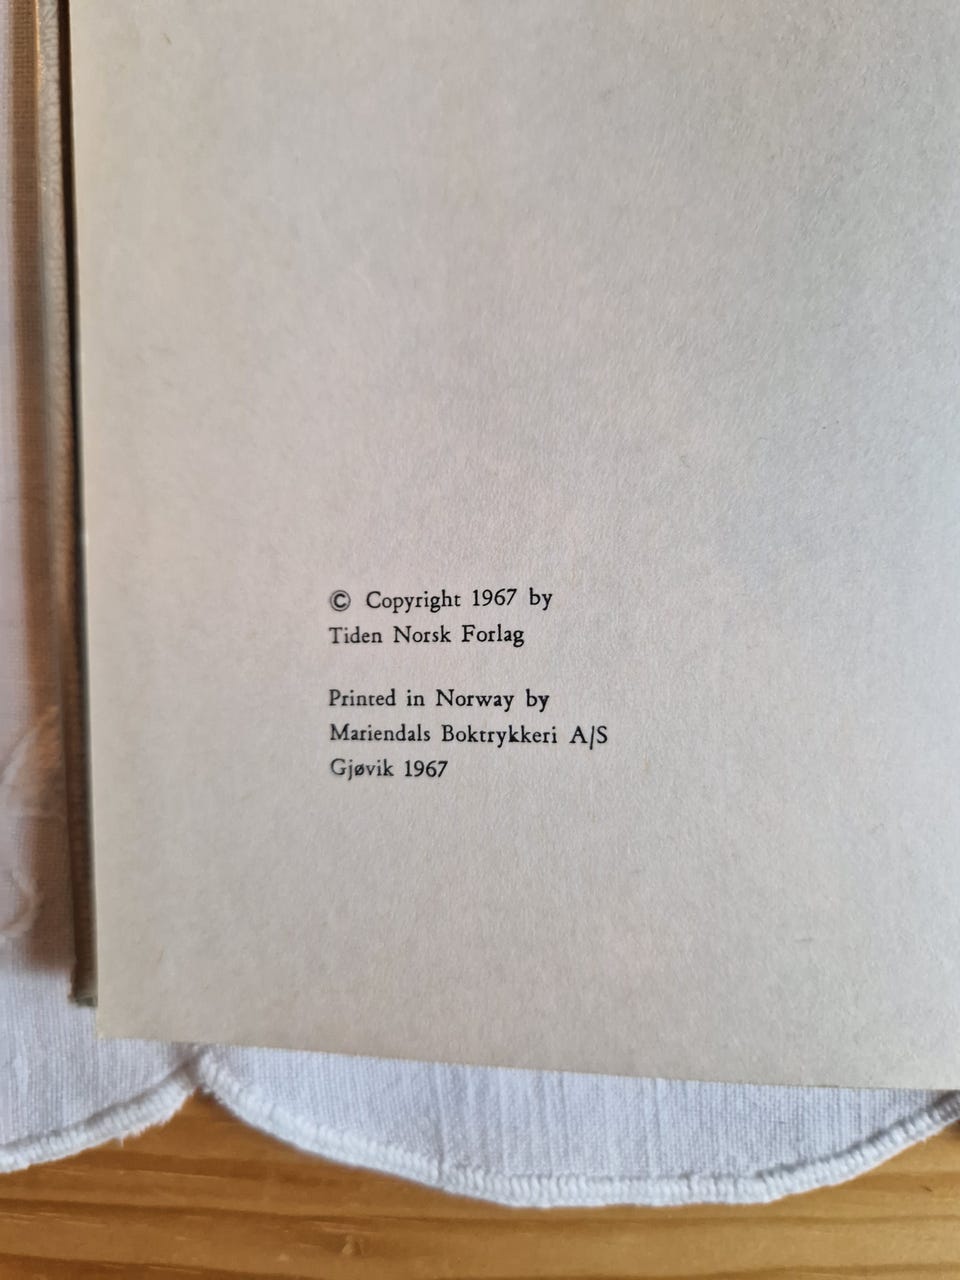 © Copyright 1967 by
Tiden Norsk Forlag
Printed in Norway by
Mariendals Boktrykkeri A/S
Gjøvik 1967